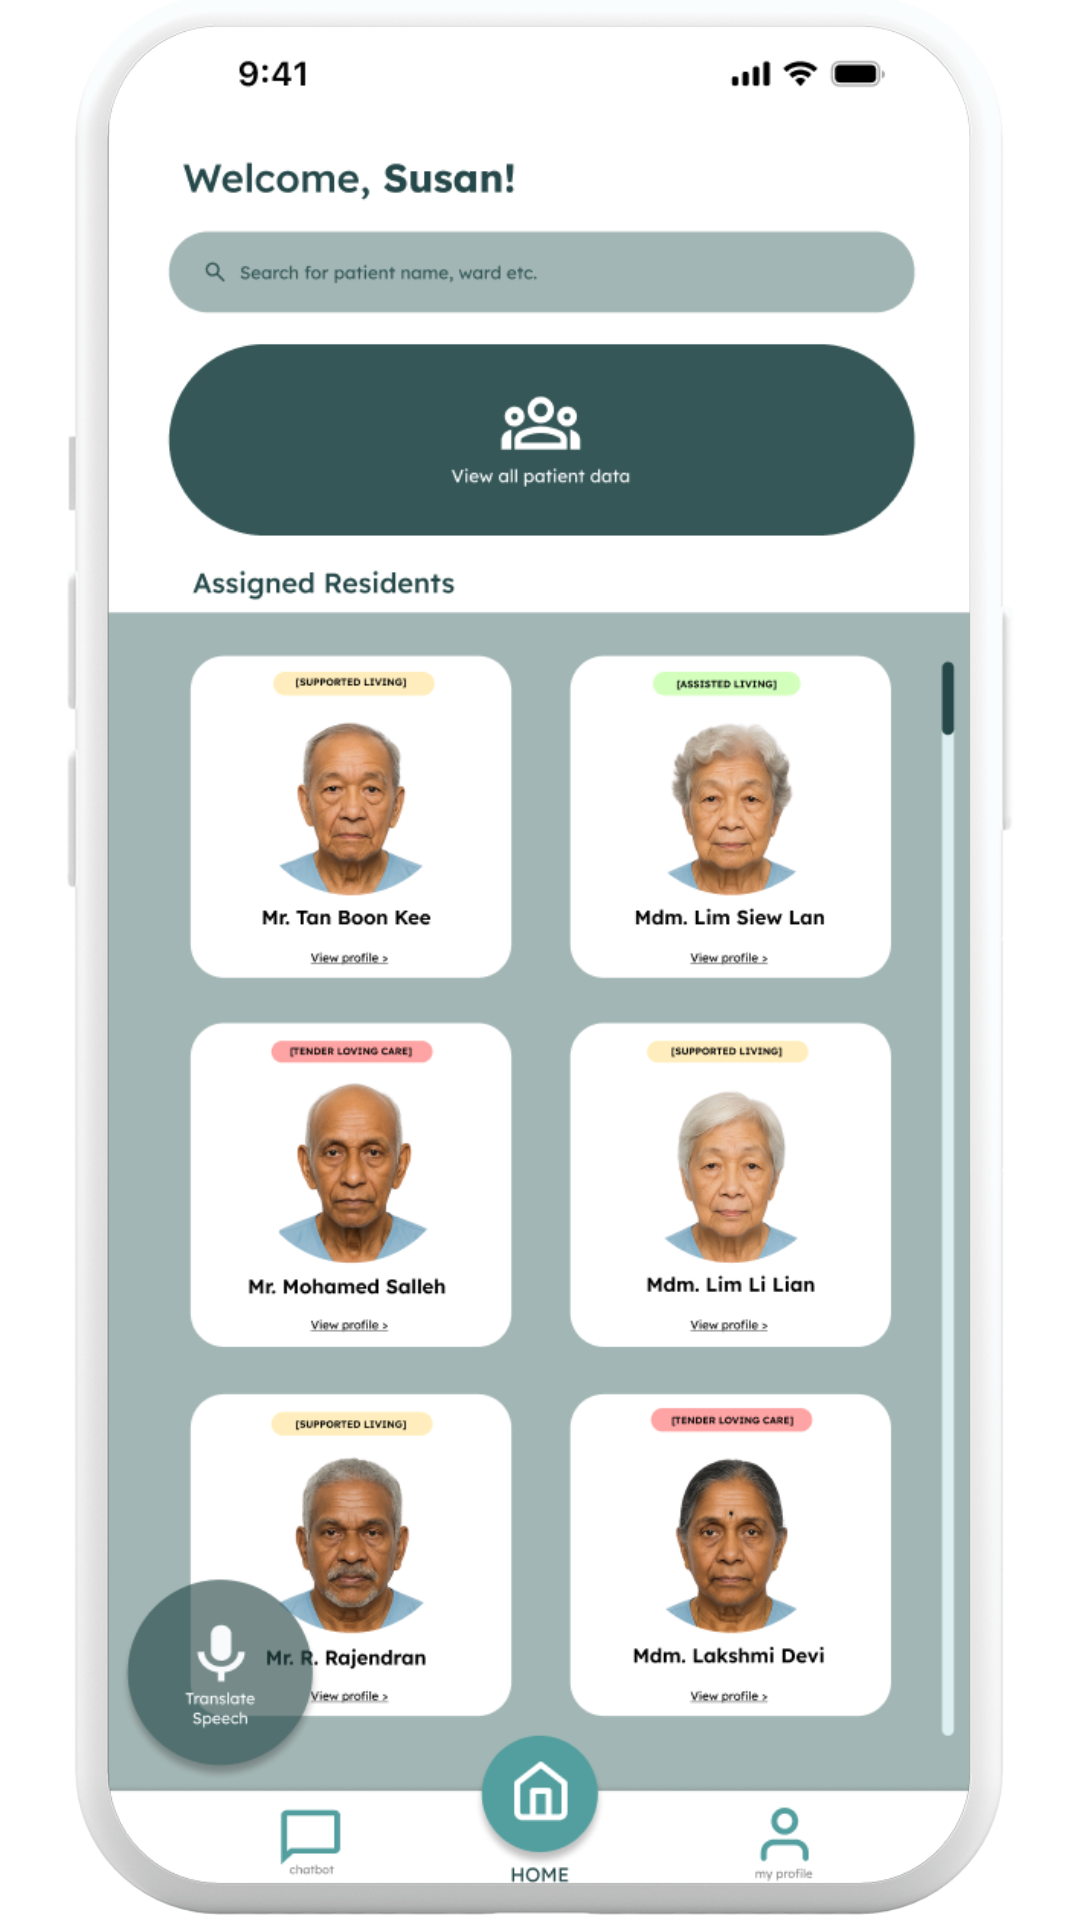 9:41
Welcome, Susan!
Search for patient name, ward etc.
View all patient data
Assigned Residents
[SUPPORTED LIVING]
Mr. Tan Boon Kee
View profile >
[ASSISTED LIVING]
Mdm. Lim Siew Lan
View profile >
[TENDER LOVING CARE]
Mr. Mohamed Salleh
View profile >
[SUPPORTED LIVING]
Mdm. Lim Li Lian
View profile >
[SUPPORTED LIVING]
Mr. R. Rajendran
View profile >
[TENDER LOVING CARE]
Mdm. Lakshmi Devi
View profile >
Translate
Speech
chatbot
HOME
my profile